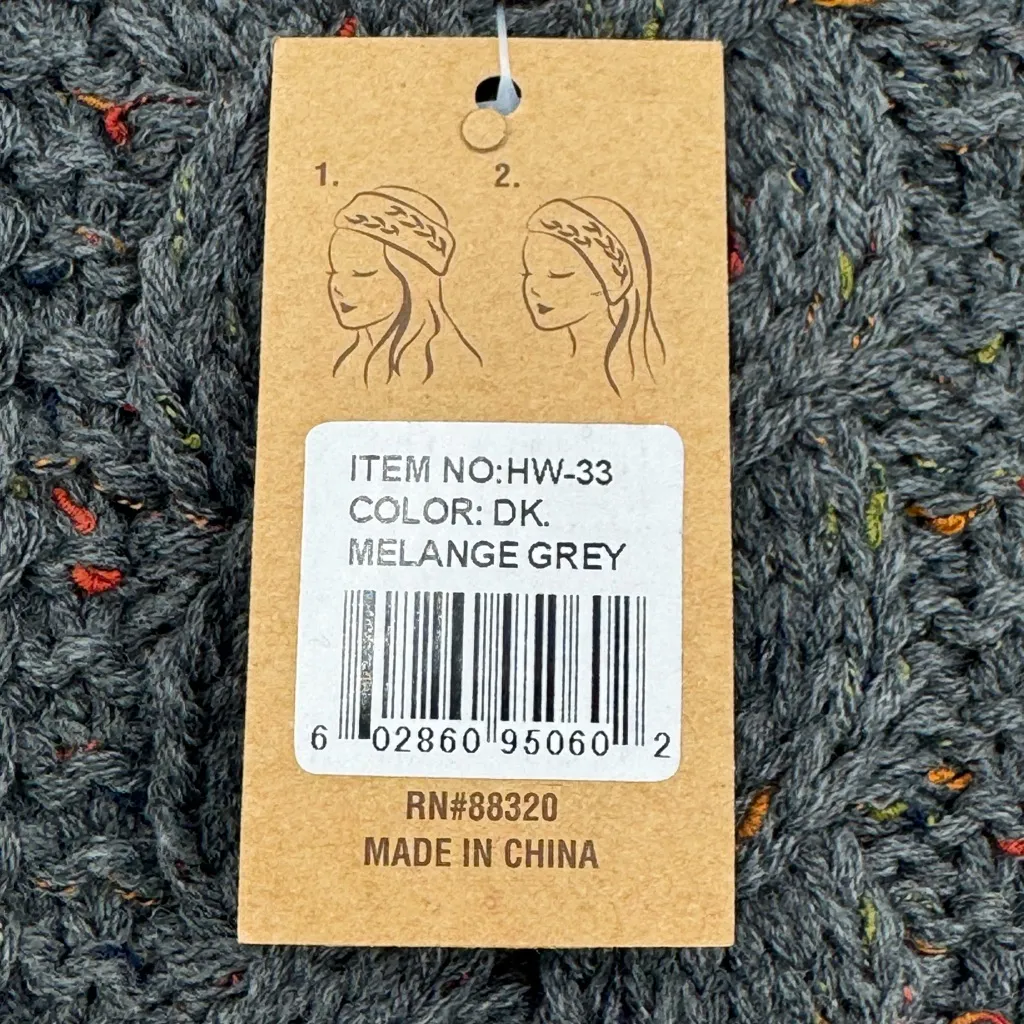 1. 2.
ITEM NO:HW-33
COLOR: DK.
MELANGE GREY
6 02860 95060 2
RN#88320
MADE IN CHINA